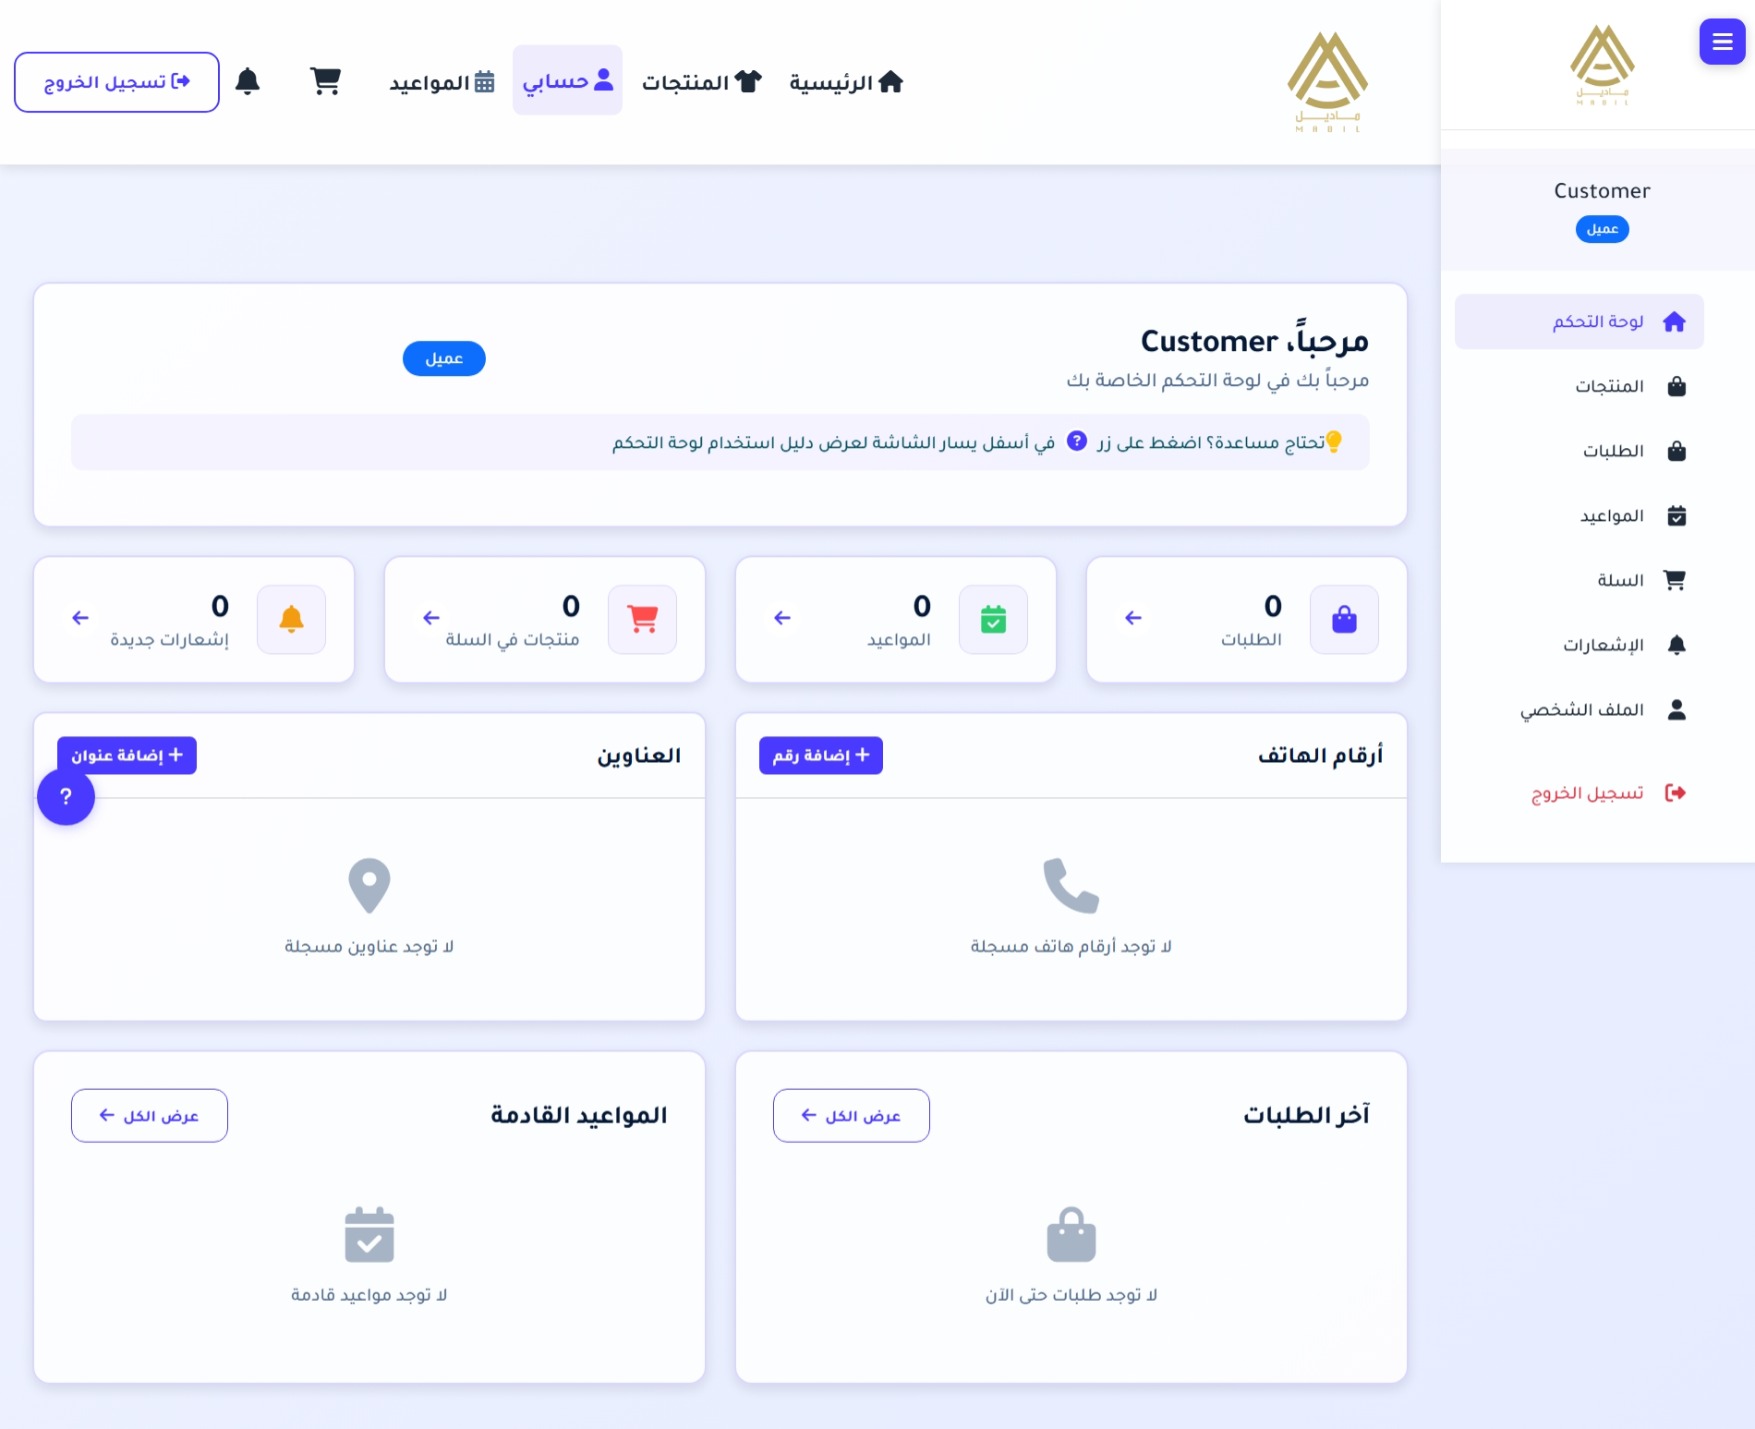 ماديل
MADIL
Customer
عميل
لوحة التحكم
المنتجات
الطلبات
المواعيد
السلة
الإشعارات
الملف الشخصي
تسجيل الخروج
ماديل
MADIL
الرئيسية
المنتجات
حسابي
المواعيد
تسجيل الخروج
مرحباً، Customer
عميل
مرحباً بك في لوحة التحكم الخاصة بك
تحتاج مساعدة؟ اضغط على زر ? في أسفل يسار الشاشة لعرض دليل استخدام لوحة التحكم
0
الطلبات
0
المواعيد
0
منتجات في السلة
0
إشعارات جديدة
أرقام الهاتف
+ إضافة رقم
لا توجد أرقام هاتف مسجلة
العناوين
+ إضافة عنوان
?
لا توجد عناوين مسجلة
آخر الطلبات
عرض الكل
لا توجد طلبات حتى الآن
المواعيد القادمة
عرض الكل
لا توجد مواعيد قادمة